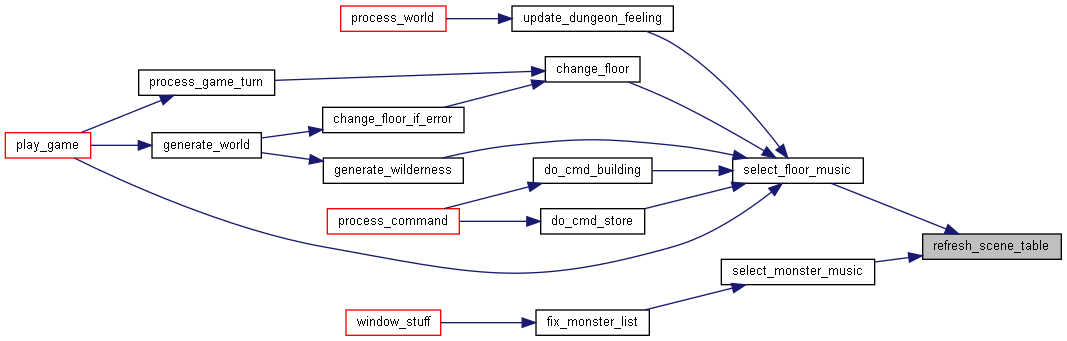 process_world
update_dungeon_feeling
change_floor
process_game_turn
change_floor_if_error
play_game
generate_world
generate_wilderness
do_cmd_building
select_floor_music
process_command
do_cmd_store
refresh_scene_table
select_monster_music
window_stuff
fix_monster_list